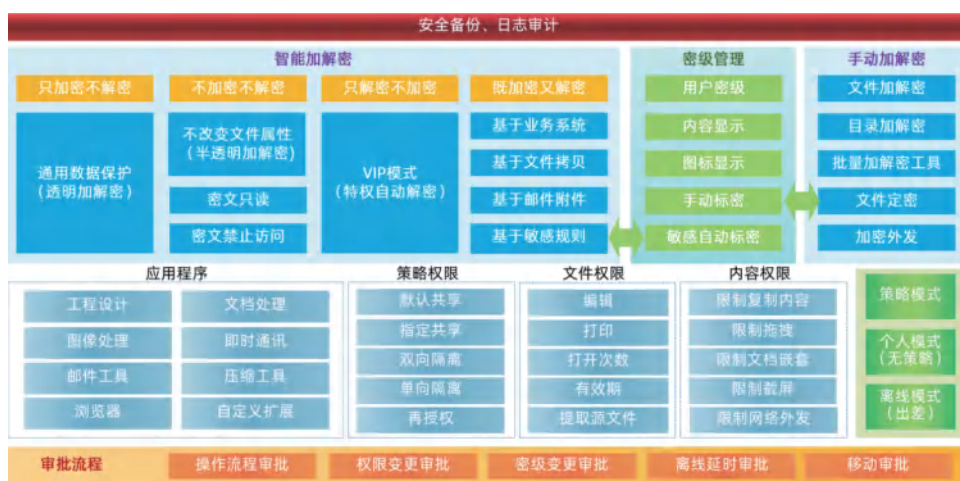 安全备份、日志审计
智能加解密
只加密不解密
不加密不解密
只解密不加密
既加密又解密
通用数据保护
(透明加解密)
不改变文件属性
(半透明加解密)
密文只读
密文禁止访问
VIP模式
(特权自动解密)
基于业务系统
基于文件拷贝
基于邮件附件
基于敏感规则
密级管理
用户密级
内容显示
图标显示
手动标密
敏感自动标密
手动加解密
文件加解密
目录加解密
批量加解密工具
文件定密
加密外发
应用程序
工程设计
文档处理
图像处理
即时通讯
邮件工具
压缩工具
浏览器
自定义扩展
策略权限
默认共享
指定共享
双向隔离
单向隔离
再授权
文件权限
编辑
打印
打开次数
有效期
提取源文件
内容权限
限制复制内容
限制拖拽
限制文档嵌套
限制截屏
限制网络外发
策略模式
个人模式
(无策略)
离线模式
(出差)
审批流程
操作流程审批
权限变更审批
密级变更审批
离线延时审批
移动审批